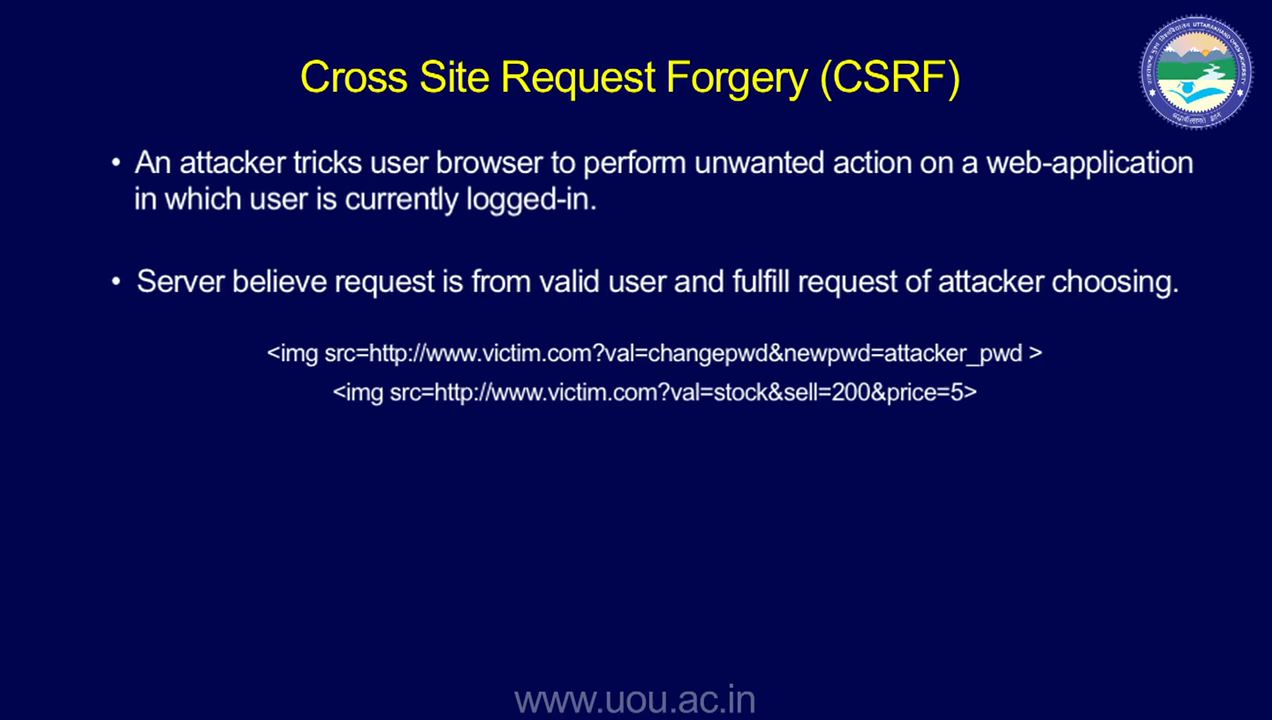 Cross Site Request Forgery (CSRF)
• An attacker tricks user browser to perform unwanted action on a web-application
in which user is currently logged-in.
• Server believe request is from valid user and fulfill request of attacker choosing.
<img src=http://www.victim.com?val=changepwd&newpwd=attacker_pwd >
<img src=http://www.victim.com?val=stock&sell=200&price=5>
www.uou.ac.in